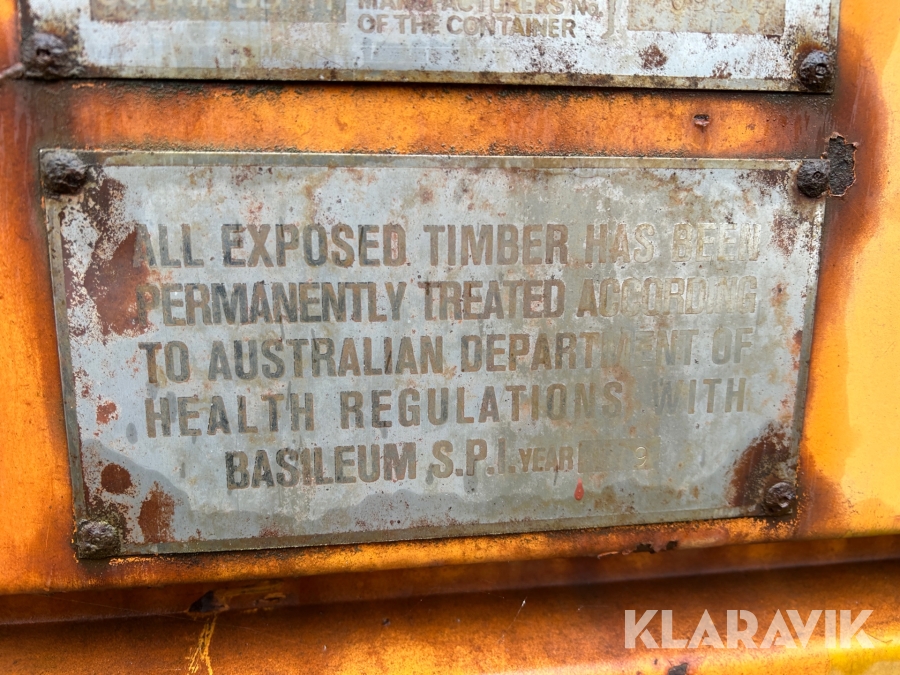 MANUFACTURERS NO.
OF THE CONTAINER
ALL EXPOSED TIMBER HAS BEEN
PERMANENTLY TREATED ACCORDING
TO AUSTRALIAN DEPARTMENT OF
HEALTH REGULATIONS WITH
BASILEUM S.P.I. YEAR
KLARAVIK